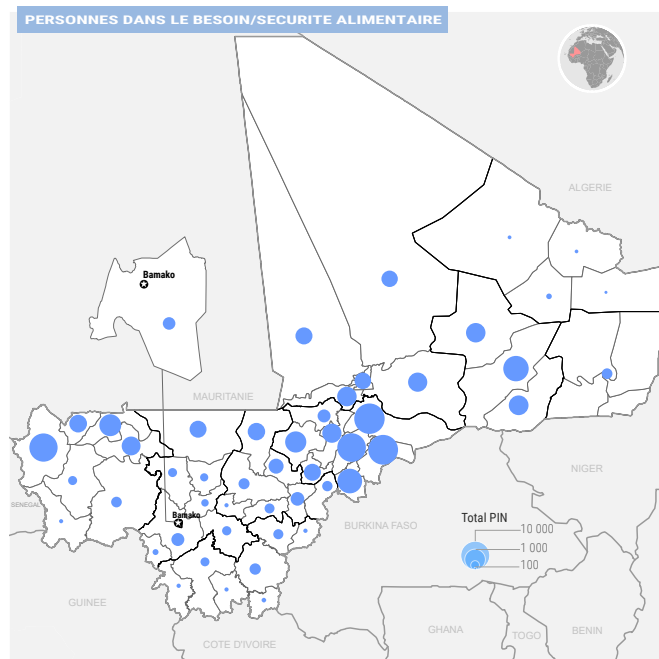 PERSONNES DANS LE BESOIN/SECURITE ALIMENTAIRE
ALGERIE
Bamako
MAURITANIE
NIGER
SENEGAL
Bamako
BURKINA FASO
Total PIN
10 000
1 000
100
GUINEE
GHANA
TOGO
BENIN
COTE D'IVOIRE